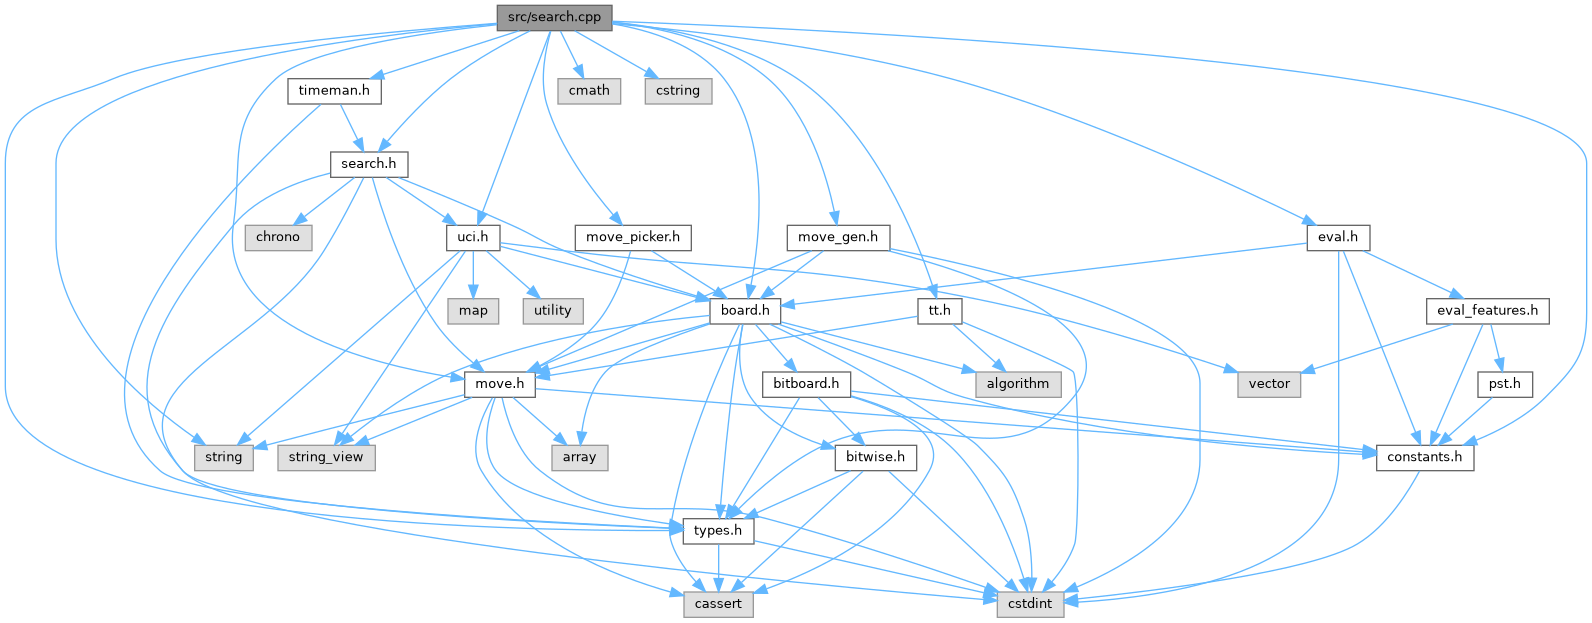 src/search.cpp
timeman.h
cmath
cstring
search.h
chrono
uci.h
move_picker.h
move_gen.h
eval.h
map
utility
board.h
tt.h
eval_features.h
move.h
bitboard.h
algorithm
vector
pst.h
string
string_view
array
bitwise.h
constants.h
types.h
cassert
cstdint